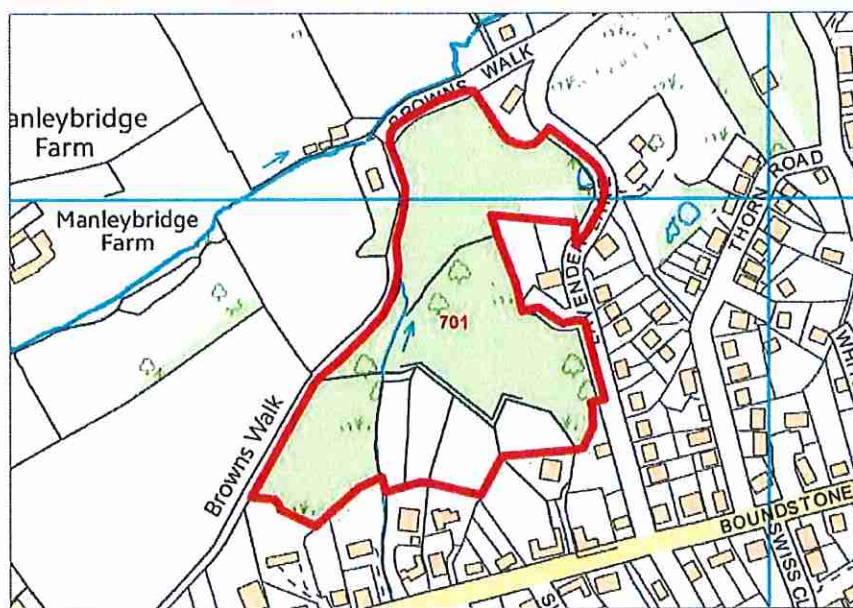 BROWNS WALK
anleybridge
Farm
Manleybridge
Farm
THORN ROAD
701
Browns Walk
BOUNDSTONE